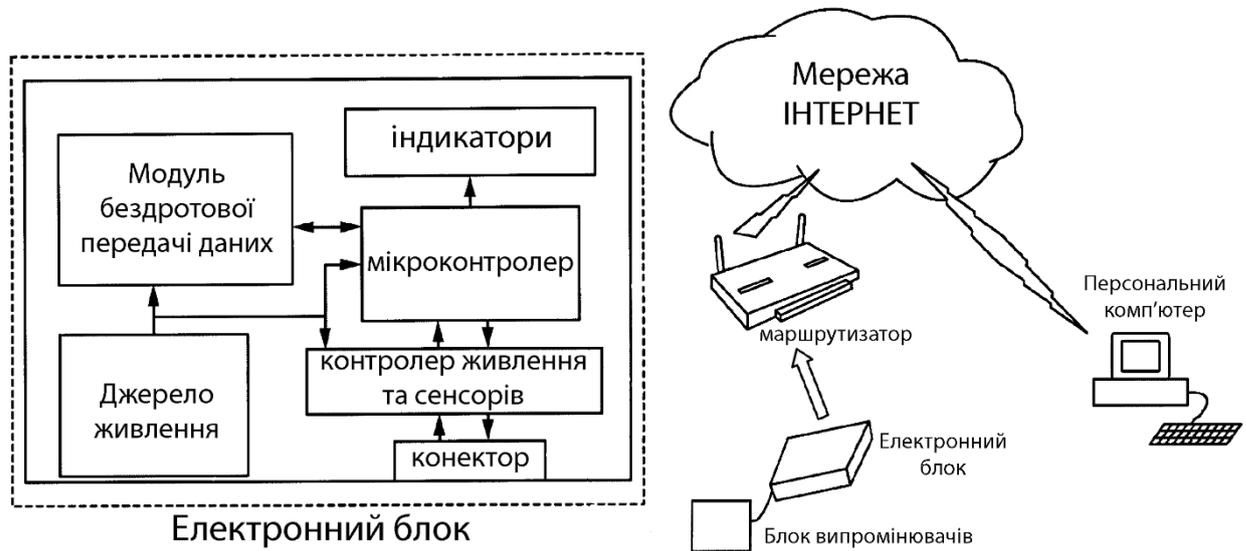 індикатори
Модуль
бездротової
передачі даних
мікроконтролер
контролер живлення
та сенсорів
Джерело
живлення
конектор
Електронний блок
Мережа
ІНТЕРНЕТ
маршрутизатор
Персональний
комп'ютер
Електронний
блок
Блок випромінювачів